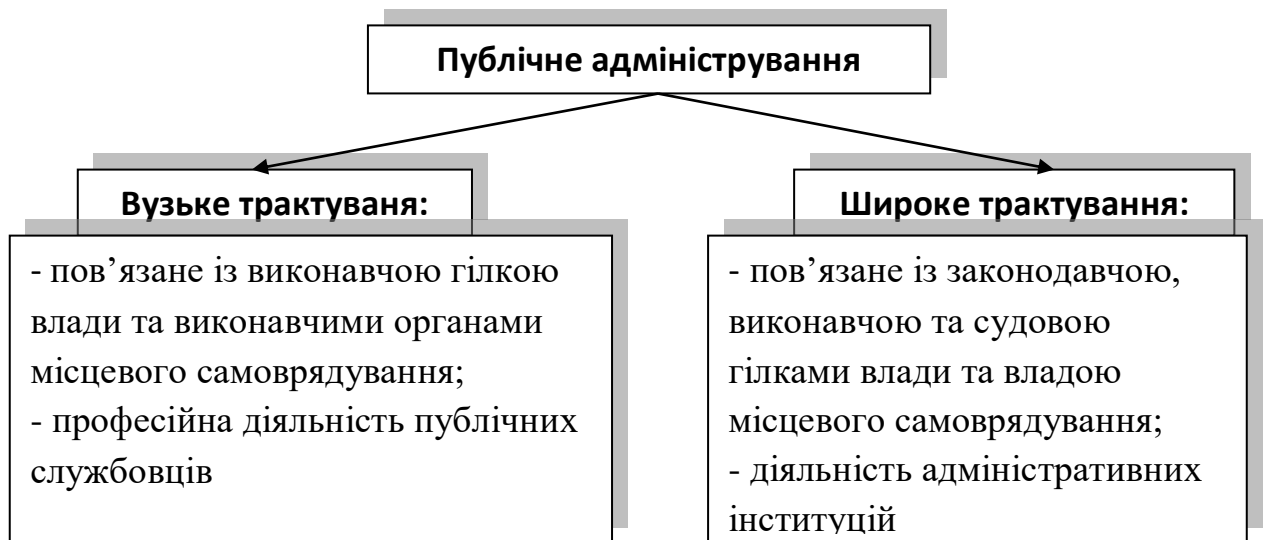 Публічне адміністрування
Вузьке трактуваня:
- пов’язане із виконавчою гілкою
влади та виконавчими органами
місцевого самоврядування;
- професійна діяльність публічних
службовців
Широке трактування:
- пов’язане із законодавчою,
виконавчою та судовою
гілками влади та владою
місцевого самоврядування;
- діяльність адміністративних
інституцій